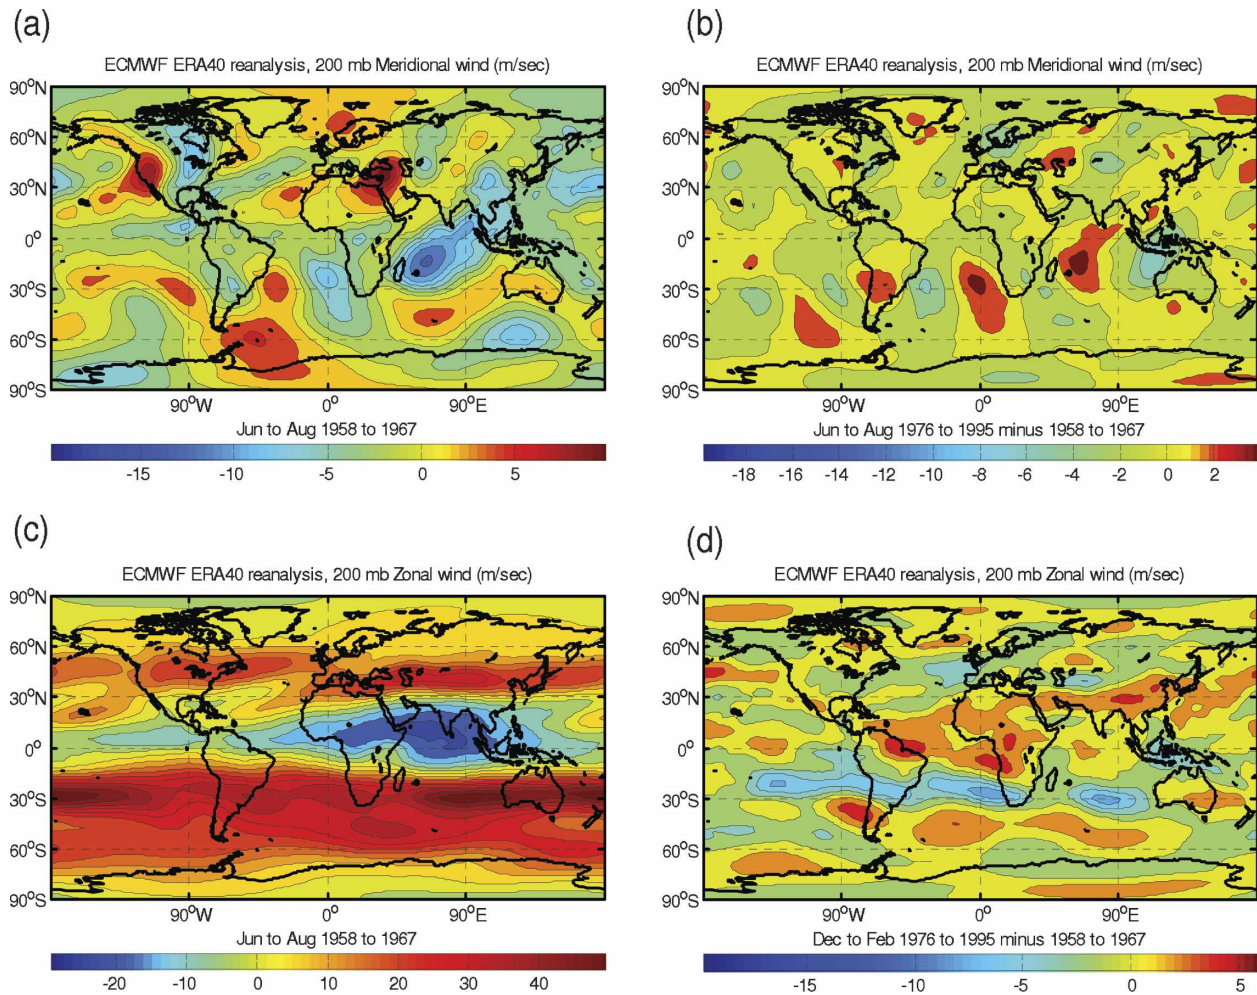 (a)
ECMWF ERA40 reanalysis, 200 mb Meridional wind (m/sec)
90°N
60°N
30°N
0°
30°S
60°S
90°S
90°W 0° 90°E
Jun to Aug 1958 to 1967
-15 -10 -5 0 5
(b)
ECMWF ERA40 reanalysis, 200 mb Meridional wind (m/sec)
90°N
60°N
30°N
0°
30°S
60°S
90°S
90°W 0° 90°E
Jun to Aug 1976 to 1995 minus 1958 to 1967
-18 -16 -14 -12 -10 -8 -6 -4 -2 0 2
(c)
ECMWF ERA40 reanalysis, 200 mb Zonal wind (m/sec)
90°N
60°N
30°N
0°
30°S
60°S
90°S
90°W 0° 90°E
Jun to Aug 1958 to 1967
-20 -10 0 10 20 30 40
(d)
ECMWF ERA40 reanalysis, 200 mb Zonal wind (m/sec)
90°N
60°N
30°N
0°
30°S
60°S
90°S
90°W 0° 90°E
Dec to Feb 1976 to 1995 minus 1958 to 1967
-15 -10 -5 0 5